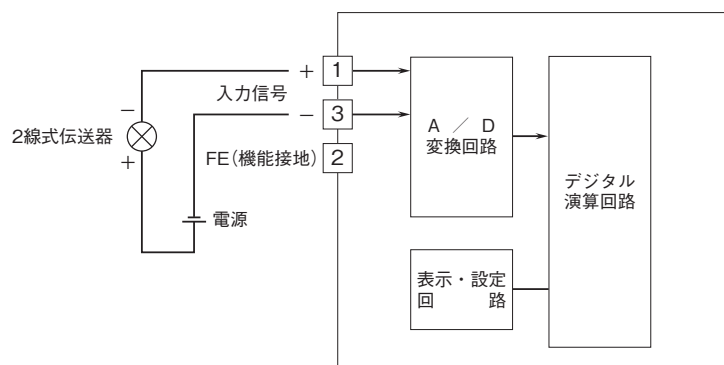 + 1
入力信号
− 3
FE(機能接地) 2
−
2線式伝送器
+
電源
A ／ D
変換回路
デジタル
演算回路
表示・設定
回　　路